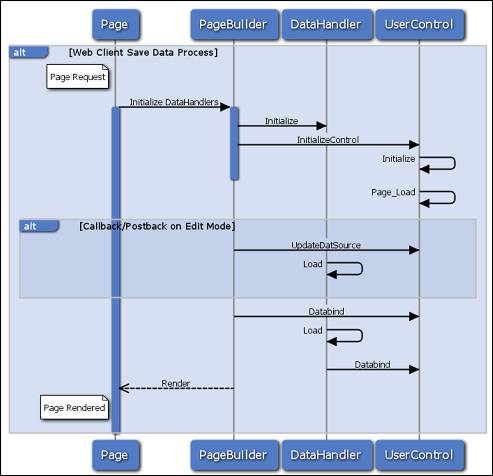 Page PageBuilder DataHandler UserControl
alt [Web Client Save Data Process]
Page Request
Initialize DataHandlers
Initialize
InitializeControl
Initialize
Page_Load
alt [Callback/Postback on Edit Mode]
UpdateDatSource
Load
Databind
Load
Databind
Render
Page Rendered
Page PageBuilder DataHandler UserControl